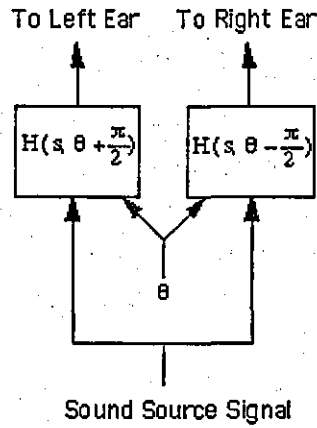 To Left Ear To Right Ear
H(s, θ + π/2) H(s, θ - π/2)
θ
Sound Source Signal